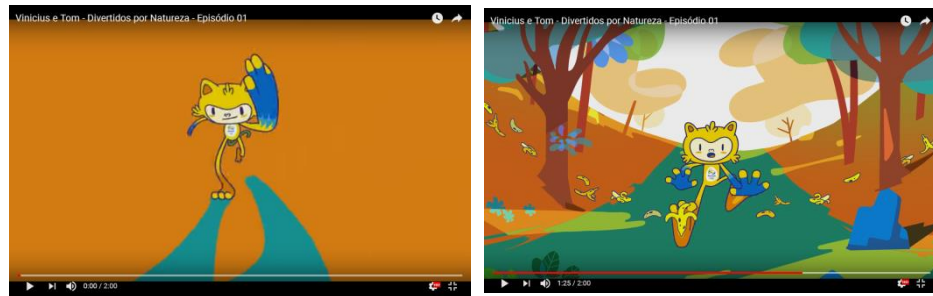 Vinicius e Tom - Divertidos por Natureza - Episódio 01
0:00 / 2:00
Vinicius e Tom - Divertidos por Natureza - Episódio 01
1:25 / 2:00